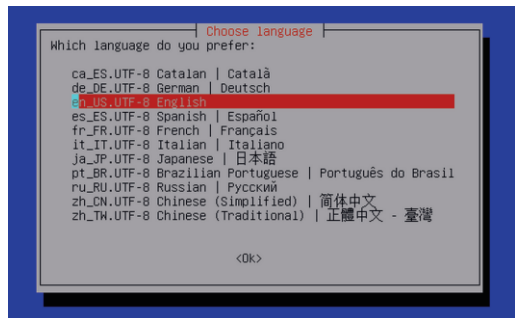 Choose language
Which language do you prefer:
ca_ES.UTF-8 Catalan | Català
de_DE.UTF-8 German | Deutsch
en_US.UTF-8 English
es_ES.UTF-8 Spanish | Español
fr_FR.UTF-8 French | Français
it_IT.UTF-8 Italian | Italiano
ja_JP.UTF-8 Japanese | 日本語
pt_BR.UTF-8 Brazilian Portuguese | Português do Brasil
ru_RU.UTF-8 Russian | Русский
zh_CN.UTF-8 Chinese (Simplified) | 简体中文
zh_TW.UTF-8 Chinese (Traditional) | 正體中文 - 臺灣
<Ok>